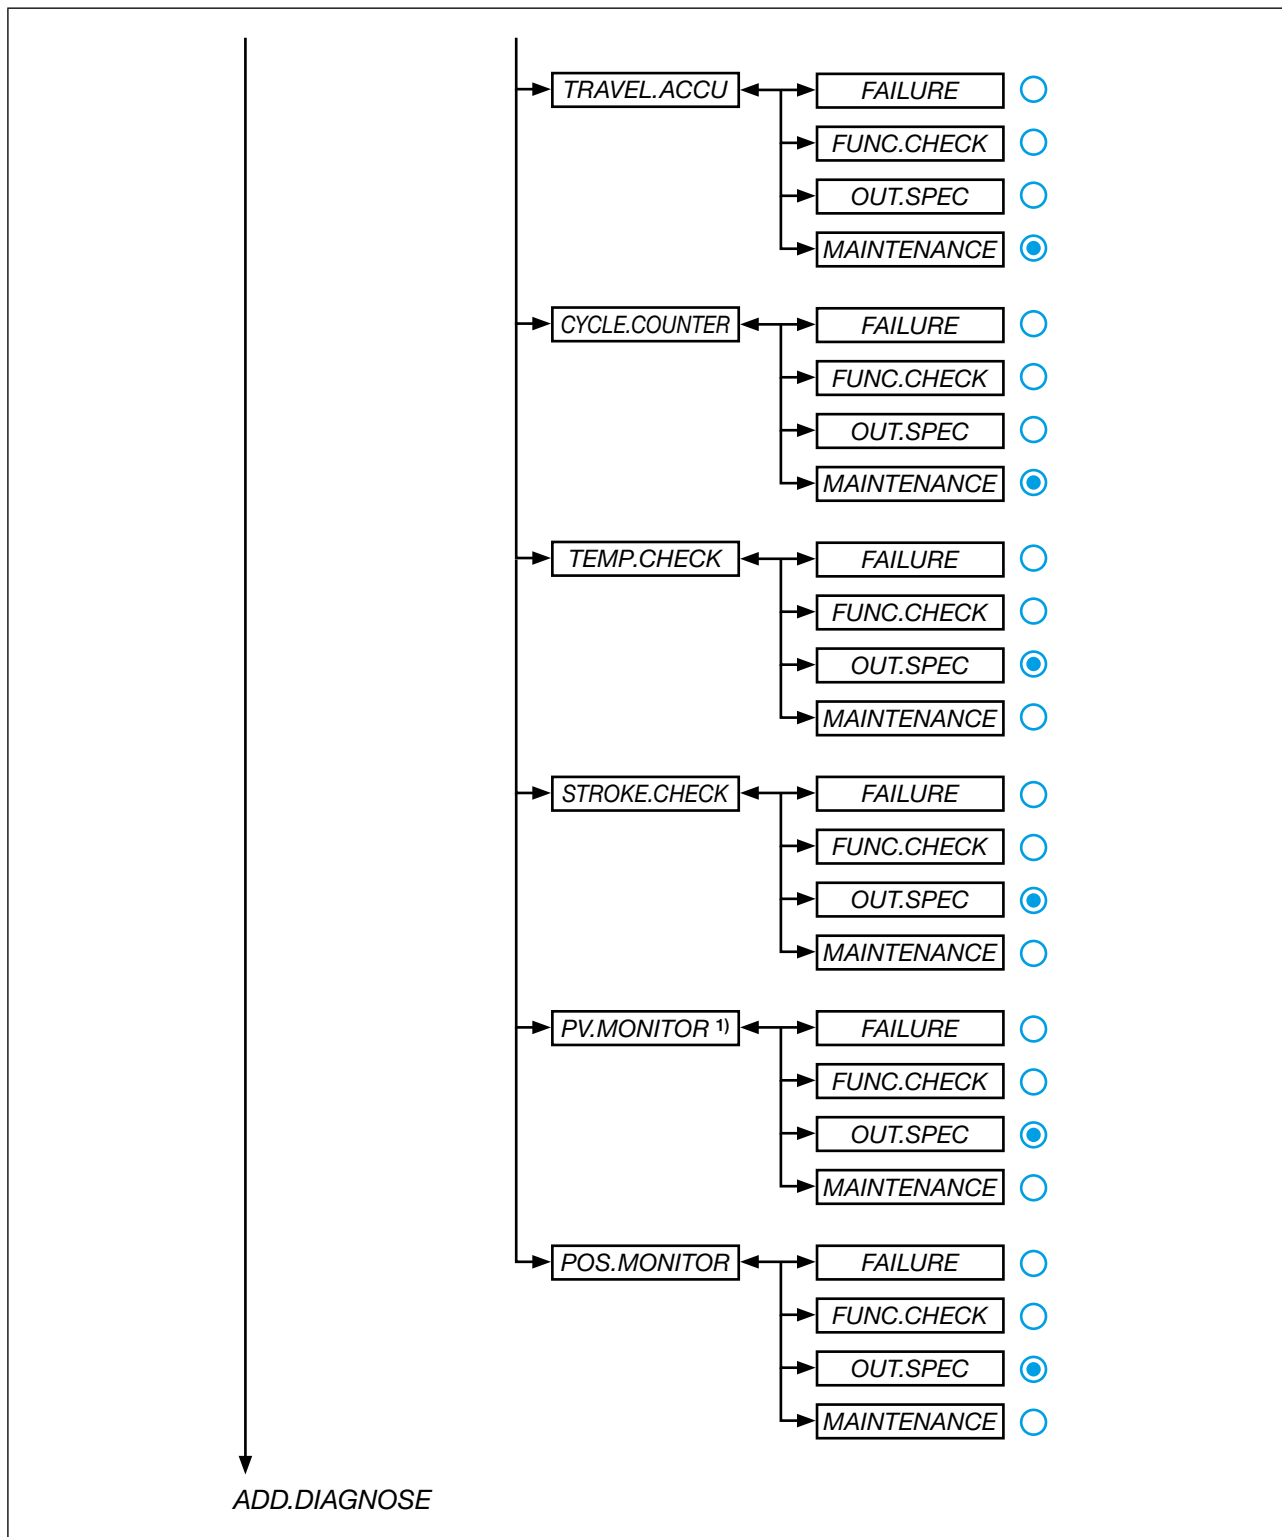 TRAVEL.ACCU FAILURE
FUNC.CHECK
OUT.SPEC
MAINTENANCE
CYCLE.COUNTER FAILURE
FUNC.CHECK
OUT.SPEC
MAINTENANCE
TEMP.CHECK FAILURE
FUNC.CHECK
OUT.SPEC
MAINTENANCE
STROKE.CHECK FAILURE
FUNC.CHECK
OUT.SPEC
MAINTENANCE
PV.MONITOR 1) FAILURE
FUNC.CHECK
OUT.SPEC
MAINTENANCE
POS.MONITOR FAILURE
FUNC.CHECK
OUT.SPEC
MAINTENANCE
ADD.DIAGNOSE